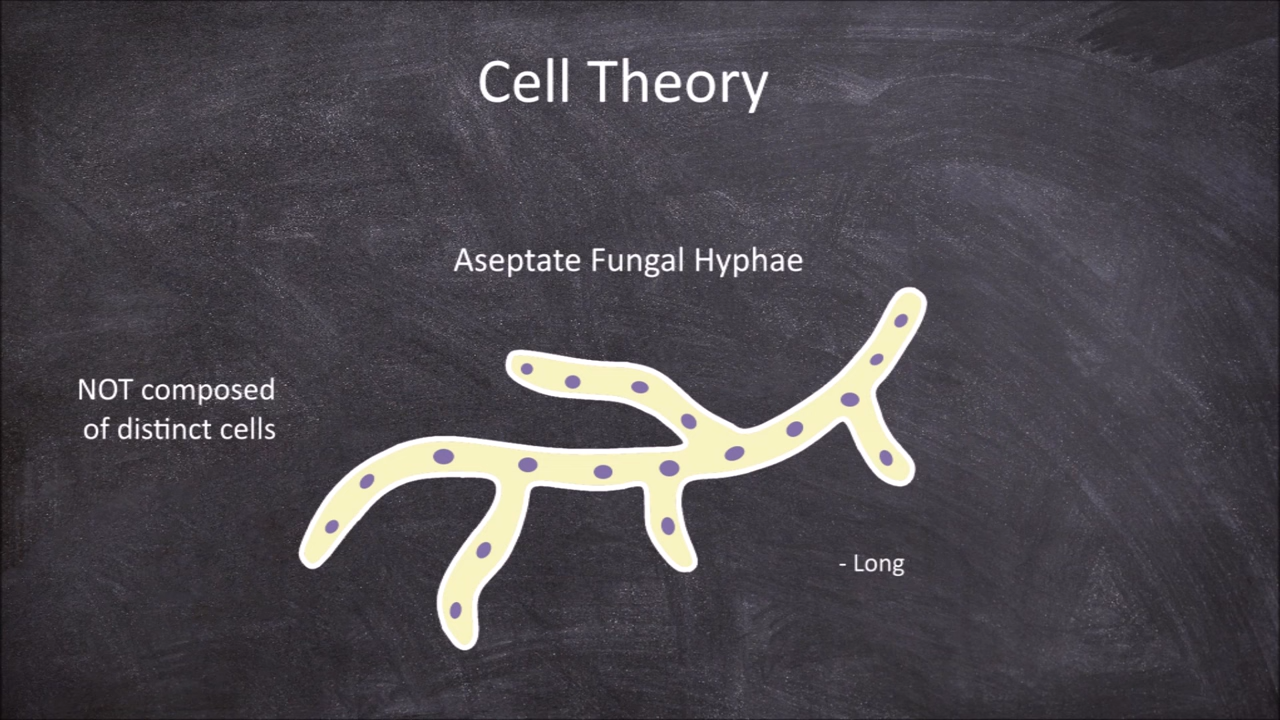 Cell Theory
Aseptate Fungal Hyphae
NOT composed
of distinct cells
- Long